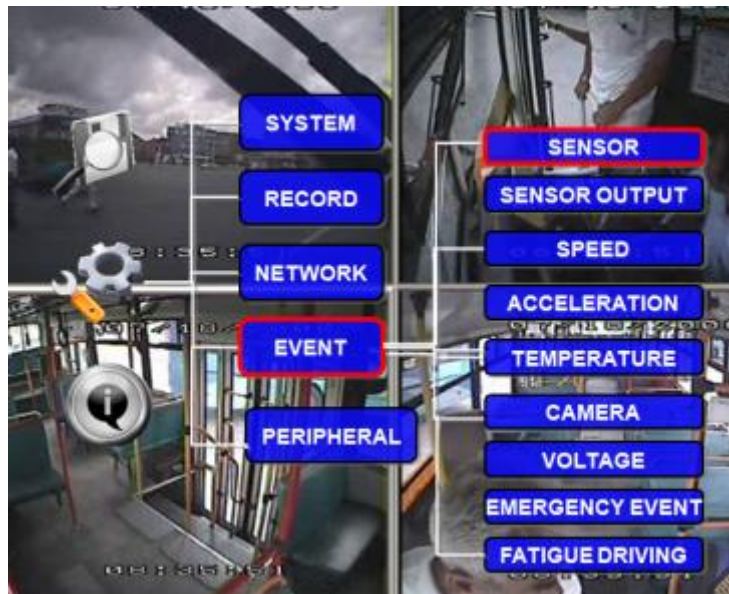 SYSTEM
RECORD
NETWORK
EVENT
PERIPHERAL
SENSOR
SENSOR OUTPUT
SPEED
ACCELERATION
TEMPERATURE
CAMERA
VOLTAGE
EMERGENCY EVENT
FATIGUE DRIVING